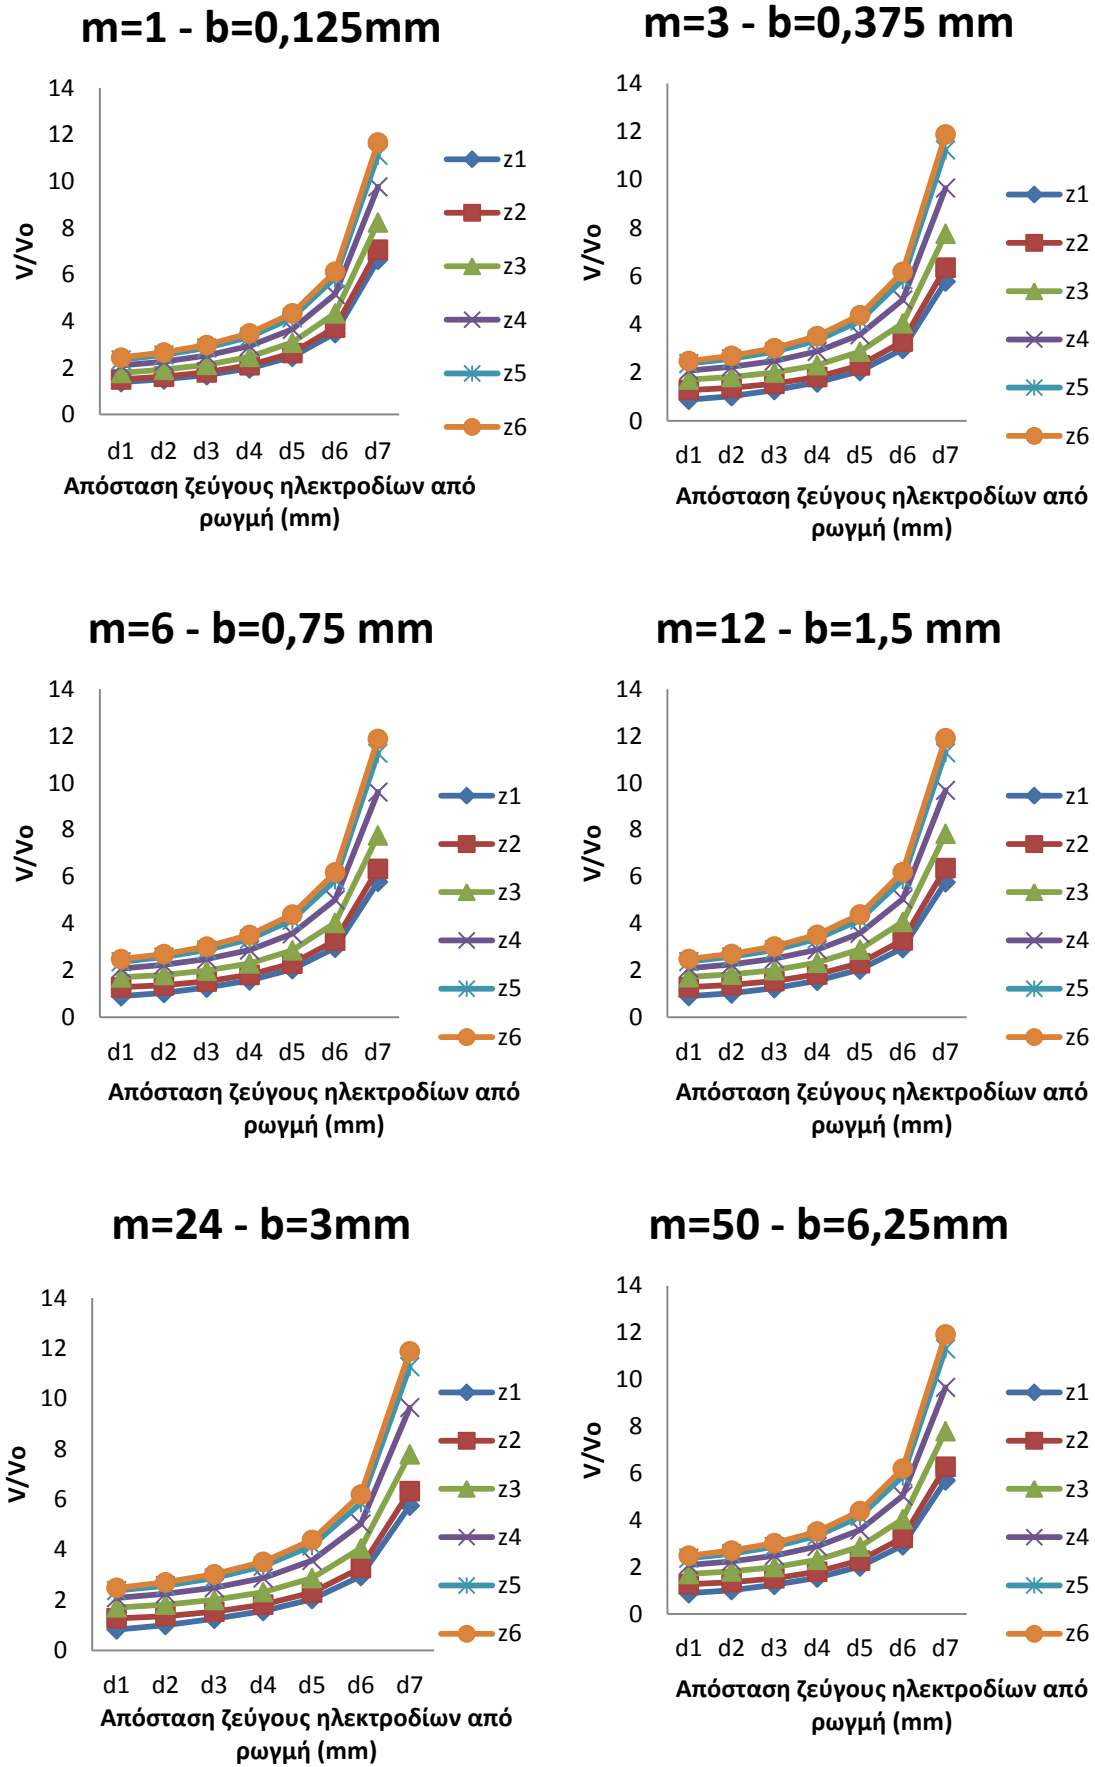 m=1 - b=0,125mm
14
12
10
8
6
4
2
0
V/Vo
d1 d2 d3 d4 d5 d6 d7
Απόσταση ζεύγους ηλεκτροδίων από
ρωγμή (mm)
z1
z2
z3
z4
z5
z6
m=3 - b=0,375 mm
14
12
10
8
6
4
2
0
V/Vo
d1 d2 d3 d4 d5 d6 d7
Απόσταση ζεύγους ηλεκτροδίων από
ρωγμή (mm)
z1
z2
z3
z4
z5
z6
m=6 - b=0,75 mm
14
12
10
8
6
4
2
0
V/Vo
d1 d2 d3 d4 d5 d6 d7
Απόσταση ζεύγους ηλεκτροδίων από
ρωγμή (mm)
z1
z2
z3
z4
z5
z6
m=12 - b=1,5 mm
14
12
10
8
6
4
2
0
V/Vo
d1 d2 d3 d4 d5 d6 d7
Απόσταση ζεύγους ηλεκτροδίων από
ρωγμή (mm)
z1
z2
z3
z4
z5
z6
m=24 - b=3mm
14
12
10
8
6
4
2
0
V/Vo
d1 d2 d3 d4 d5 d6 d7
Απόσταση ζεύγους ηλεκτροδίων από
ρωγμή (mm)
z1
z2
z3
z4
z5
z6
m=50 - b=6,25mm
14
12
10
8
6
4
2
0
V/Vo
d1 d2 d3 d4 d5 d6 d7
Απόσταση ζεύγους ηλεκτροδίων από
ρωγμή (mm)
z1
z2
z3
z4
z5
z6